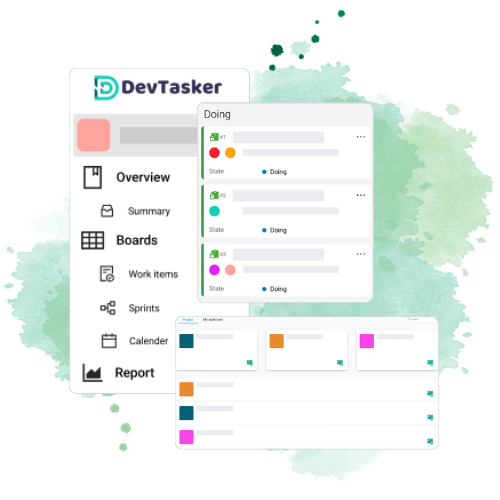 DevTasker
Overview
Summary
Boards
Work items
Sprints
Calender
Report
Doing
#1
State
Doing
#2
State
Doing
#3
State
Doing
Project